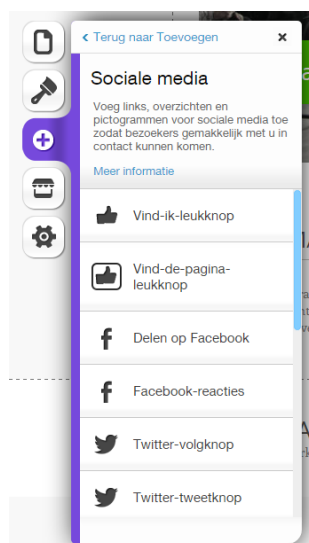 Terug naar Toevoegen
Sociale media
Voeg links, overzichten en
pictogrammen voor sociale media toe
zodat bezoekers gemakkelijk met u in
contact kunnen komen.
Meer informatie
Vind-ik-leukknop
Vind-de-pagina-
leukknop
Delen op Facebook
Facebook-reacties
Twitter-volgknop
Twitter-tweetknop